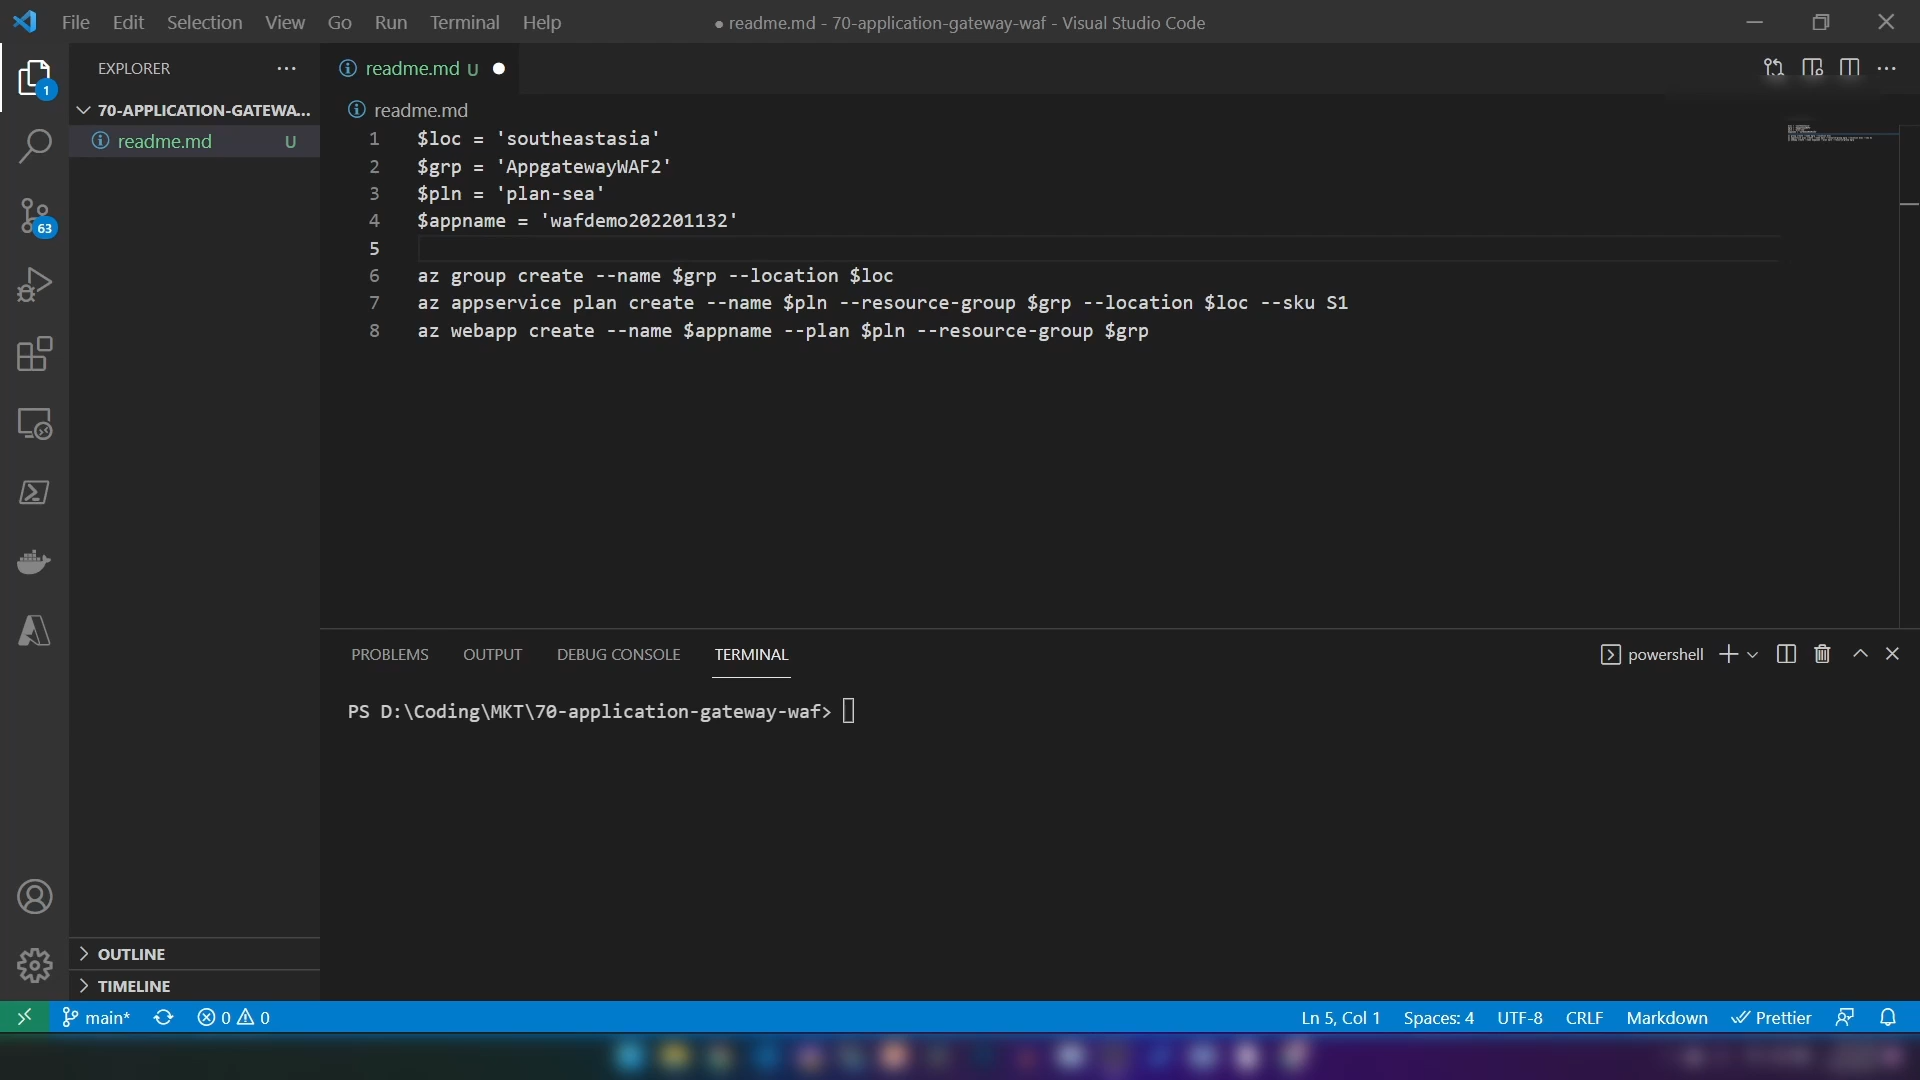 File Edit Selection View Go Run Terminal Help
● readme.md - 70-application-gateway-waf - Visual Studio Code
EXPLORER
readme.md U
1
70-APPLICATION-GATEWA...
readme.md
readme.md U
1 $loc = 'southeastasia'
2 $grp = 'AppgatewayWAF2'
3 $pln = 'plan-sea'
4 $appname = 'wafdemo202201132'
5
6 az group create --name $grp --location $loc
7 az appservice plan create --name $pln --resource-group $grp --location $loc --sku S1
8 az webapp create --name $appname --plan $pln --resource-group $grp
63
PROBLEMS OUTPUT DEBUG CONSOLE TERMINAL
powershell
PS D:\Coding\MKT\70-application-gateway-waf>
OUTLINE
TIMELINE
main* 0 0
Ln 5, Col 1 Spaces: 4 UTF-8 CRLF Markdown Prettier